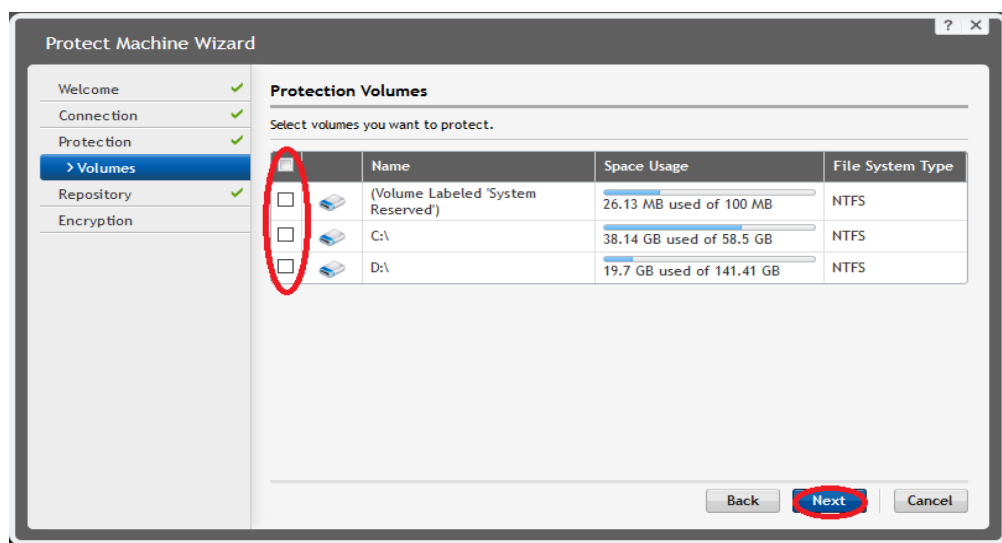 ? X
Protect Machine Wizard
Welcome
Connection
Protection
> Volumes
Repository
Encryption
Protection Volumes
Select volumes you want to protect.
Name Space Usage File System Type
(Volume Labeled 'System
Reserved')
26.13 MB used of 100 MB
NTFS
C:\ 38.14 GB used of 58.5 GB NTFS
D:\ 19.7 GB used of 141.41 GB NTFS
Back Next Cancel